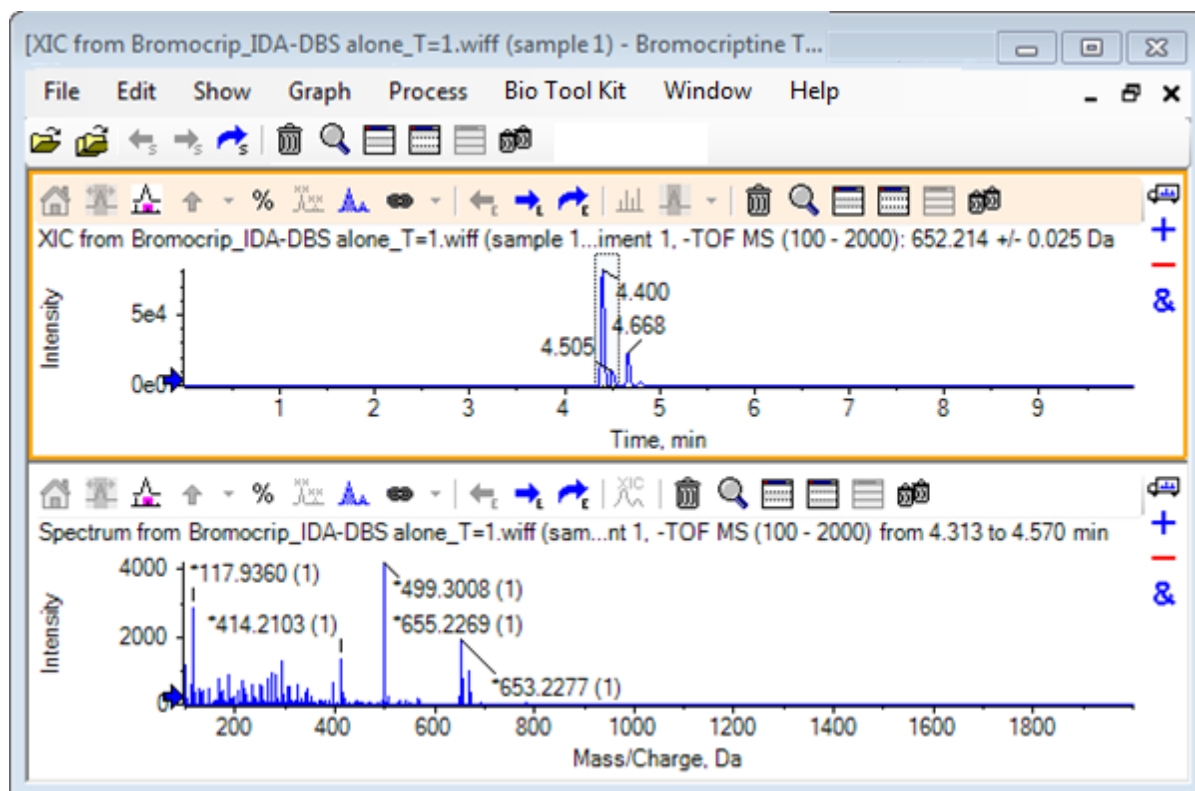 [XIC from Bromocrip_IDA-DBS alone_T=1.wiff (sample 1) - Bromocriptine T...
File Edit Show Graph Process Bio Tool Kit Window Help
S S S
% E E E
XIC from Bromocrip_IDA-DBS alone_T=1.wiff (sample 1...iment 1, -TOF MS (100 - 2000): 652.214 +/- 0.025 Da
Intensity
5e4
0e0
4.400
4.668
4.505
1 2 3 4 5 6 7 8 9
Time, min
&
% E E E XIC
Spectrum from Bromocrip_IDA-DBS alone_T=1.wiff (sam...nt 1, -TOF MS (100 - 2000) from 4.313 to 4.570 min
Intensity
4000
2000
0
*117.9360 (1)
*499.3008 (1)
*414.2103 (1)
*655.2269 (1)
*653.2277 (1)
200 400 600 800 1000 1200 1400 1600 1800
Mass/Charge, Da
&